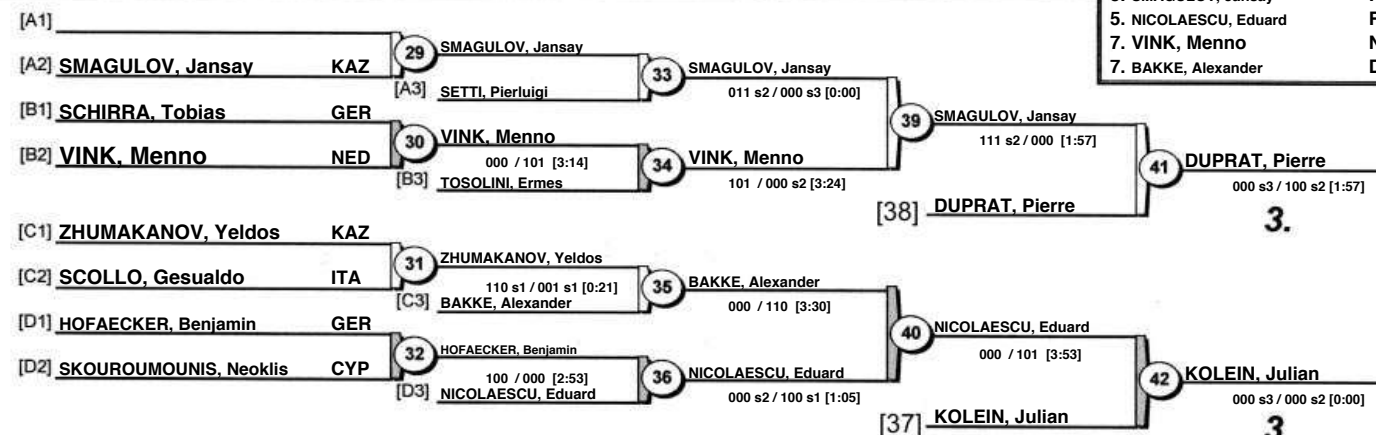 5. NICOLAESCU, Eduard
7. VINK, Menno
7. BAKKE, Alexander
[A1]
[A2] SMAGULOV, Jansay KAZ
29 SMAGULOV, Jansay
[A3] SETTI, Pierluigi
33 SMAGULOV, Jansay
011 s2 / 000 s3 [0:00]
[B1] SCHIRRA, Tobias GER
[B2] VINK, Menno NED
30 VINK, Menno
000 / 101 [3:14]
[B3] TOSOLINI, Ermes
34 VINK, Menno
101 / 000 s2 [3:24]
39 SMAGULOV, Jansay
111 s2 / 000 [1:57]
[38] DUPRAT, Pierre
41 DUPRAT, Pierre
000 s3 / 100 s2 [1:57]
3.
[C1] ZHUMAKANOV, Yeldos KAZ
[C2] SCOLLO, Gesualdo ITA
31 ZHUMAKANOV, Yeldos
110 s1 / 001 s1 [0:21]
[C3] BAKKE, Alexander
35 BAKKE, Alexander
000 / 110 [3:30]
[D1] HOFAECKER, Benjamin GER
[D2] SKOUROUMOUNIS, Neoklis CYP
32 HOFAECKER, Benjamin
100 / 000 [2:53]
[D3] NICOLAESCU, Eduard
36 NICOLAESCU, Eduard
000 s2 / 100 s1 [1:05]
40 NICOLAESCU, Eduard
000 / 101 [3:53]
[37] KOLEIN, Julian
42 KOLEIN, Julian
000 s3 / 000 s2 [0:00]
3